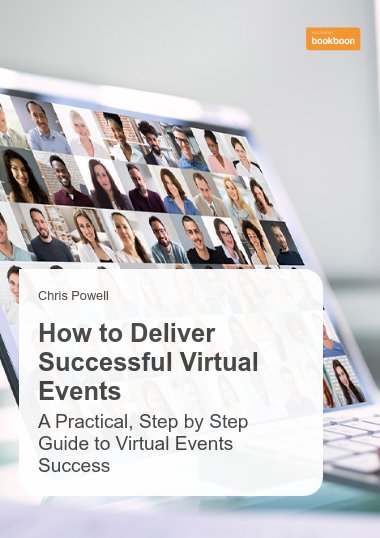 bookboon
Chris Powell
How to Deliver
Successful Virtual
Events
A Practical, Step by Step
Guide to Virtual Events
Success